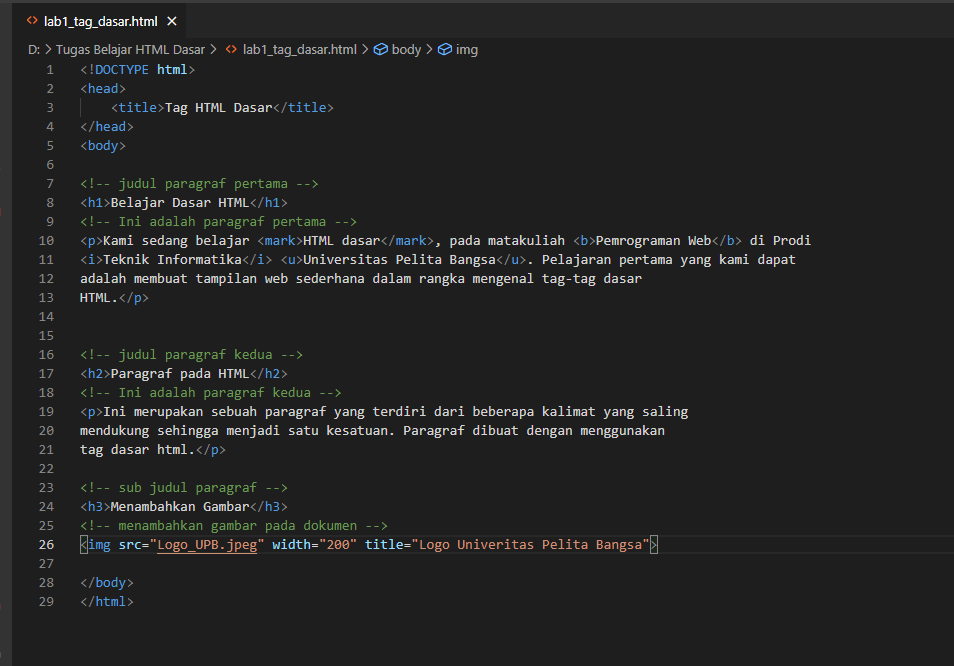 lab1_tag_dasar.html
D: > Tugas Belajar HTML Dasar > lab1_tag_dasar.html > body > img
1 <!DOCTYPE html>
2 <head>
3 <title>Tag HTML Dasar</title>
4 </head>
5 <body>
6
7 <!-- judul paragraf pertama -->
8 <h1>Belajar Dasar HTML</h1>
9 <!-- Ini adalah paragraf pertama -->
10 <p>Kami sedang belajar <mark>HTML dasar</mark>, pada matakuliah <b>Pemrograman Web</b> di Prodi
11 <i>Teknik Informatika</i> <u>Universitas Pelita Bangsa</u>. Pelajaran pertama yang kami dapat
12 adalah membuat tampilan web sederhana dalam rangka mengenal tag-tag dasar
13 HTML.</p>
14
15
16 <!-- judul paragraf kedua -->
17 <h2>Paragraf pada HTML</h2>
18 <!-- Ini adalah paragraf kedua -->
19 <p>Ini merupakan sebuah paragraf yang terdiri dari beberapa kalimat yang saling
20 mendukung sehingga menjadi satu kesatuan. Paragraf dibuat dengan menggunakan
21 tag dasar html.</p>
22
23 <!-- sub judul paragraf -->
24 <h3>Menambahkan Gambar</h3>
25 <!-- menambahkan gambar pada dokumen -->
26 <img src="Logo_UPB.jpeg" width="200" title="Logo Univeritas Pelita Bangsa">
27
28 </body>
29 </html>